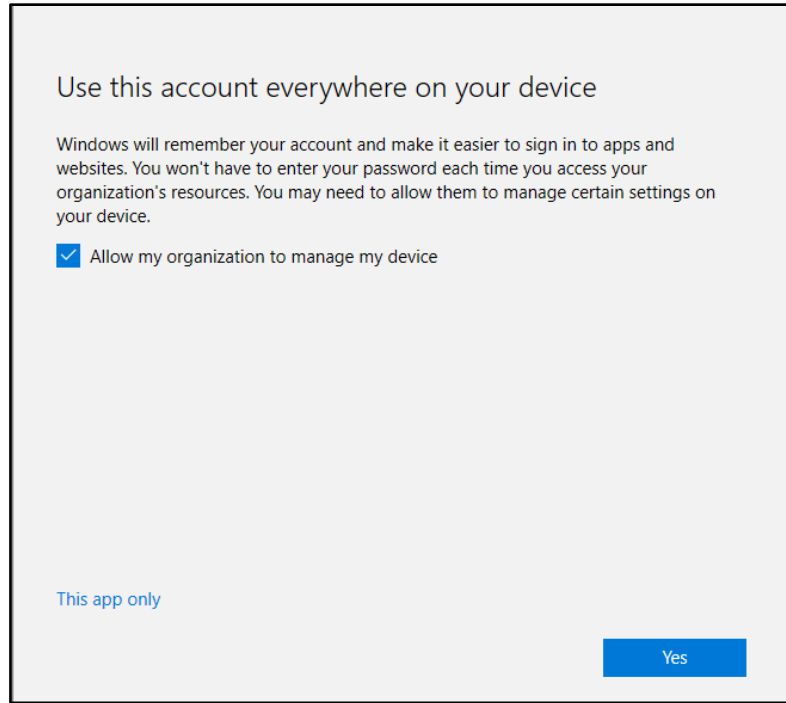 Use this account everywhere on your device
Windows will remember your account and make it easier to sign in to apps and
websites. You won't have to enter your password each time you access your
organization's resources. You may need to allow them to manage certain settings on
your device.
Allow my organization to manage my device
This app only
Yes